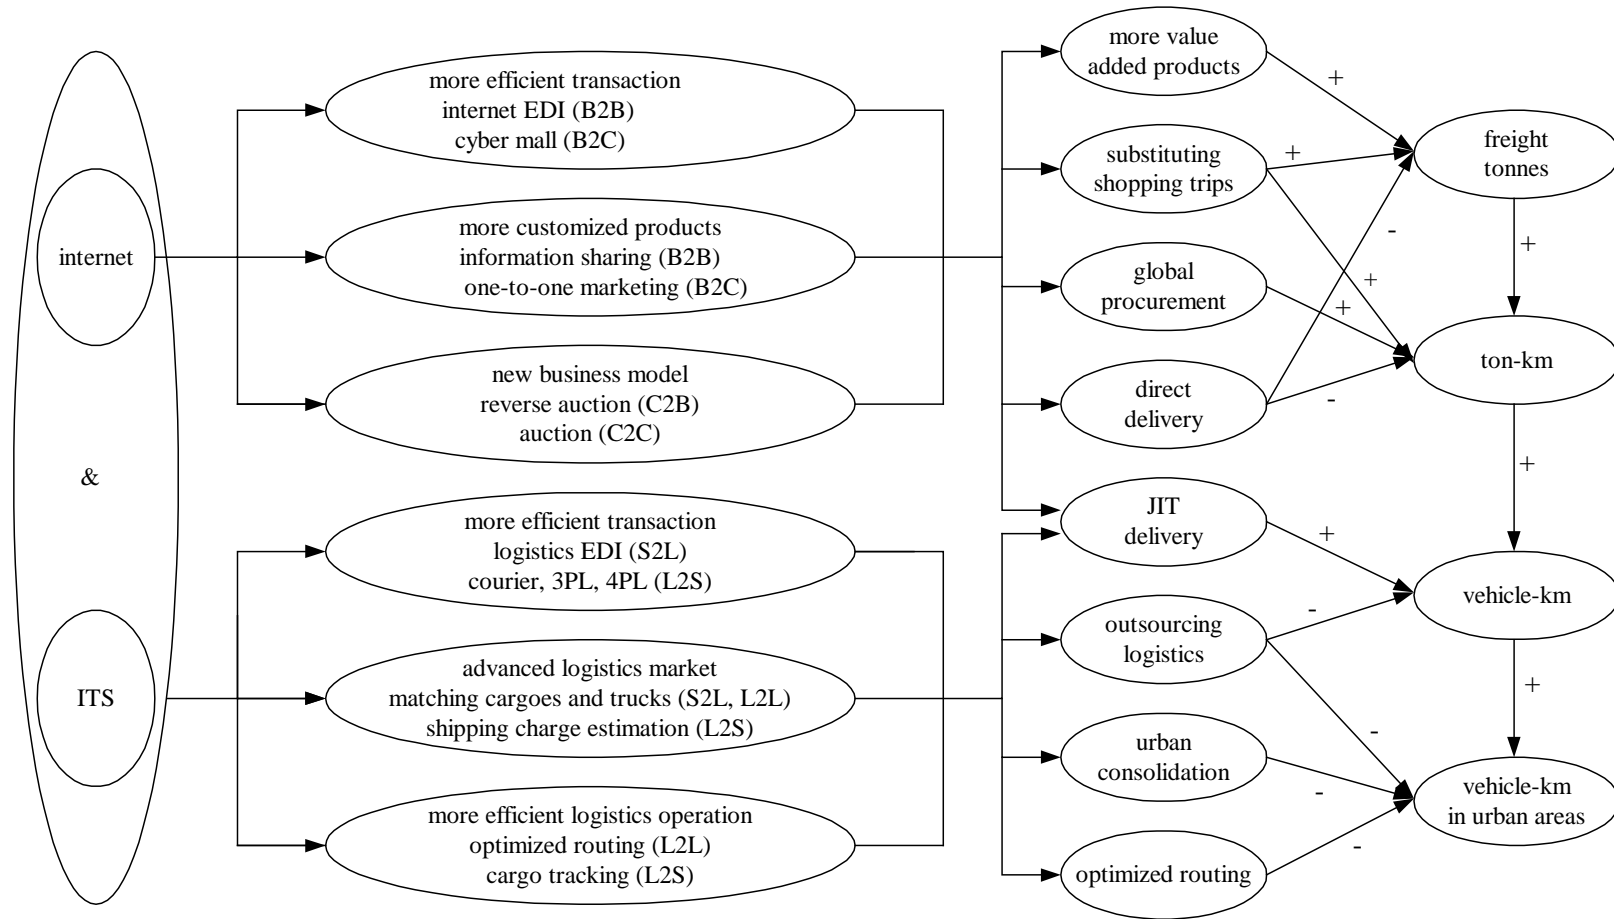 internet
&
ITS
more efficient transaction
internet EDI (B2B)
cyber mall (B2C)
more customized products
information sharing (B2B)
one-to-one marketing (B2C)
new business model
reverse auction (C2B)
auction (C2C)
more efficient transaction
logistics EDI (S2L)
courier, 3PL, 4PL (L2S)
advanced logistics market
matching cargoes and trucks (S2L, L2L)
shipping charge estimation (L2S)
more efficient logistics operation
optimized routing (L2L)
cargo tracking (L2S)
more value
added products
substituting
shopping trips
global
procurement
direct
delivery
JIT
delivery
outsourcing
logistics
urban
consolidation
optimized routing
+
+
-
+
+
-
+
-
-
-
-
freight
tonnes
+
ton-km
+
vehicle-km
+
vehicle-km
in urban areas